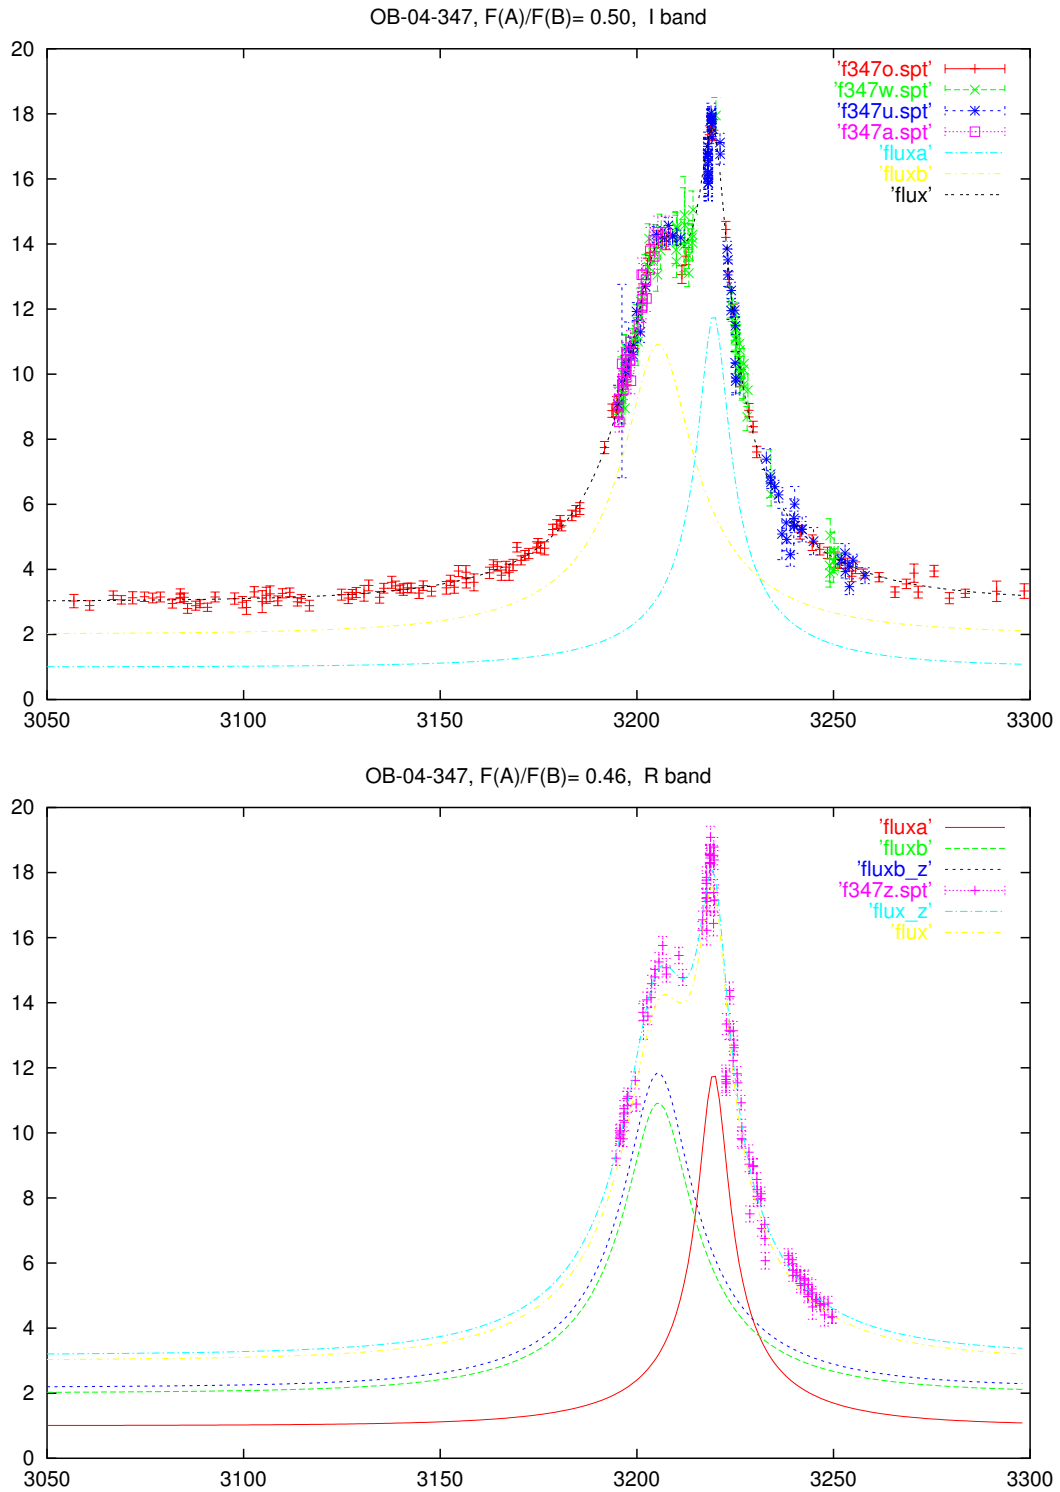 OB-04-347, F(A)/F(B)= 0.50, I band
20
18
16
14
12
10
8
6
4
2
0
'f347o.spt'
'f347w.spt'
'f347u.spt'
'f347a.spt'
'fluxa'
'fluxb'
'flux'
3050
3100
3150
3200
3250
3300
OB-04-347, F(A)/F(B)= 0.46, R band
20
18
16
14
12
10
8
6
4
2
0
'fluxa'
'fluxb'
'fluxb_z'
'f347z.spt'
'flux_z'
'flux'
3050
3100
3150
3200
3250
3300